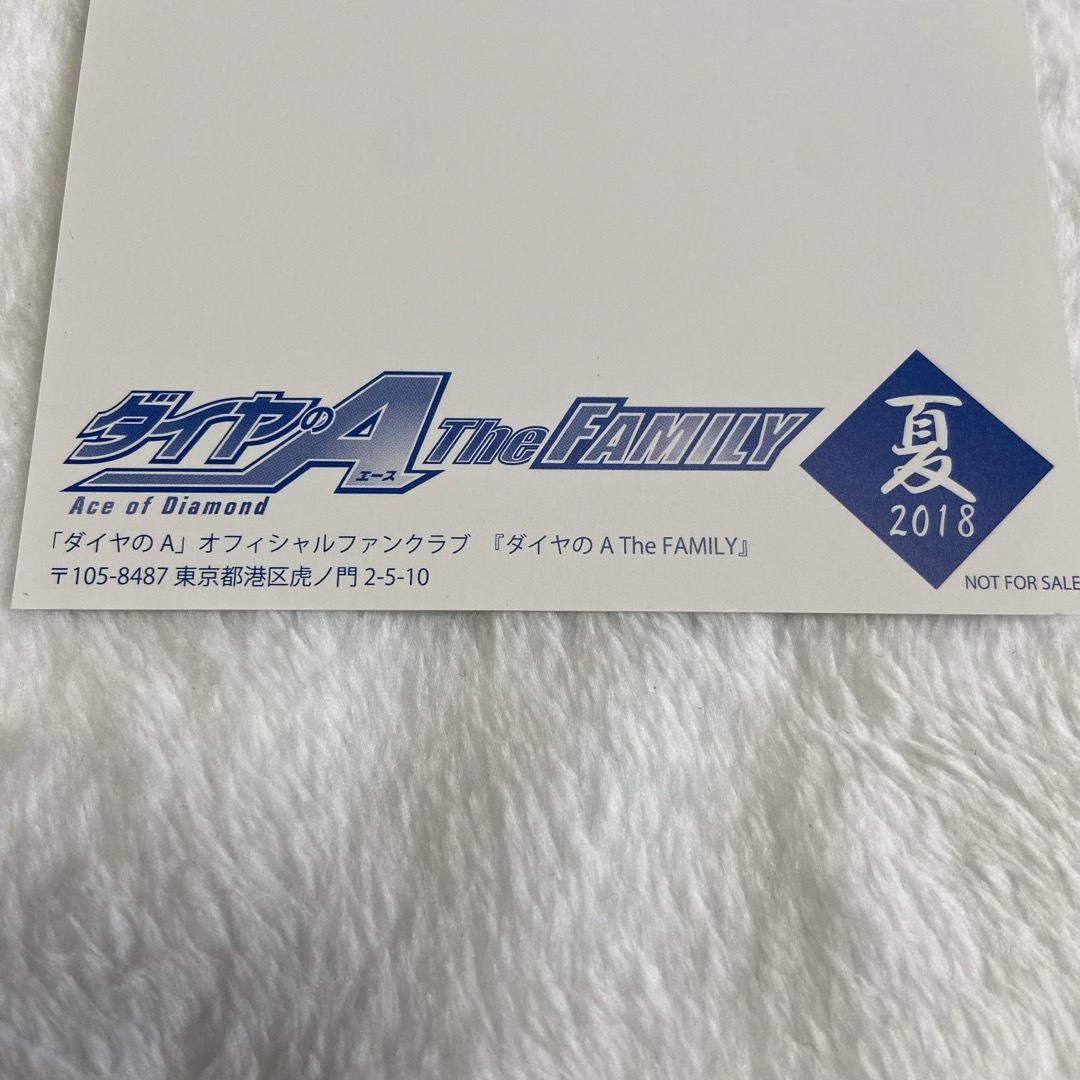 ダイヤのA The FAMILY
エース
Ace of Diamond
夏
2018
「ダイヤの A」オフィシャルファンクラブ 『ダイヤの A The FAMILY』
〒105-8487 東京都港区虎ノ門 2-5-10
NOT FOR SALE